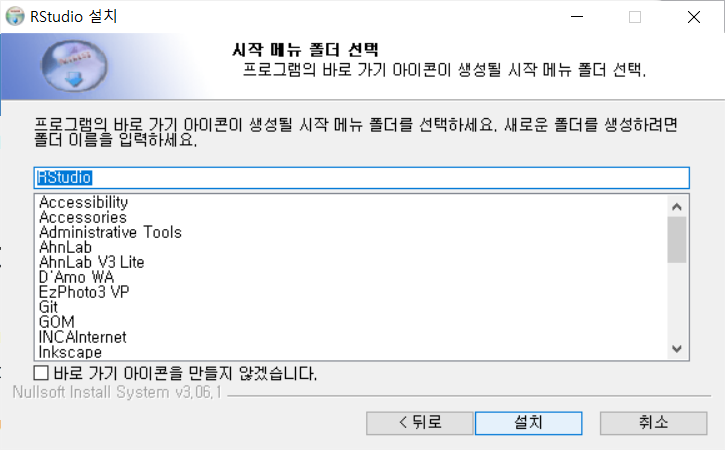 RStudio 설치
시작 메뉴 폴더 선택
프로그램의 바로 가기 아이콘이 생성될 시작 메뉴 폴더 선택.
프로그램의 바로 가기 아이콘이 생성될 시작 메뉴 폴더를 선택하세요. 새로운 폴더를 생성하려면
폴더 이름을 입력하세요.
RStudio
Accessibility
Accessories
Administrative Tools
AhnLab
AhnLab V3 Lite
D'Amo WA
EzPhoto3 VP
Git
GOM
INCAInternet
Inkscape
바로 가기 아이콘을 만들지 않겠습니다.
Nullsoft Install System v3.06.1
< 뒤로
설치
취소